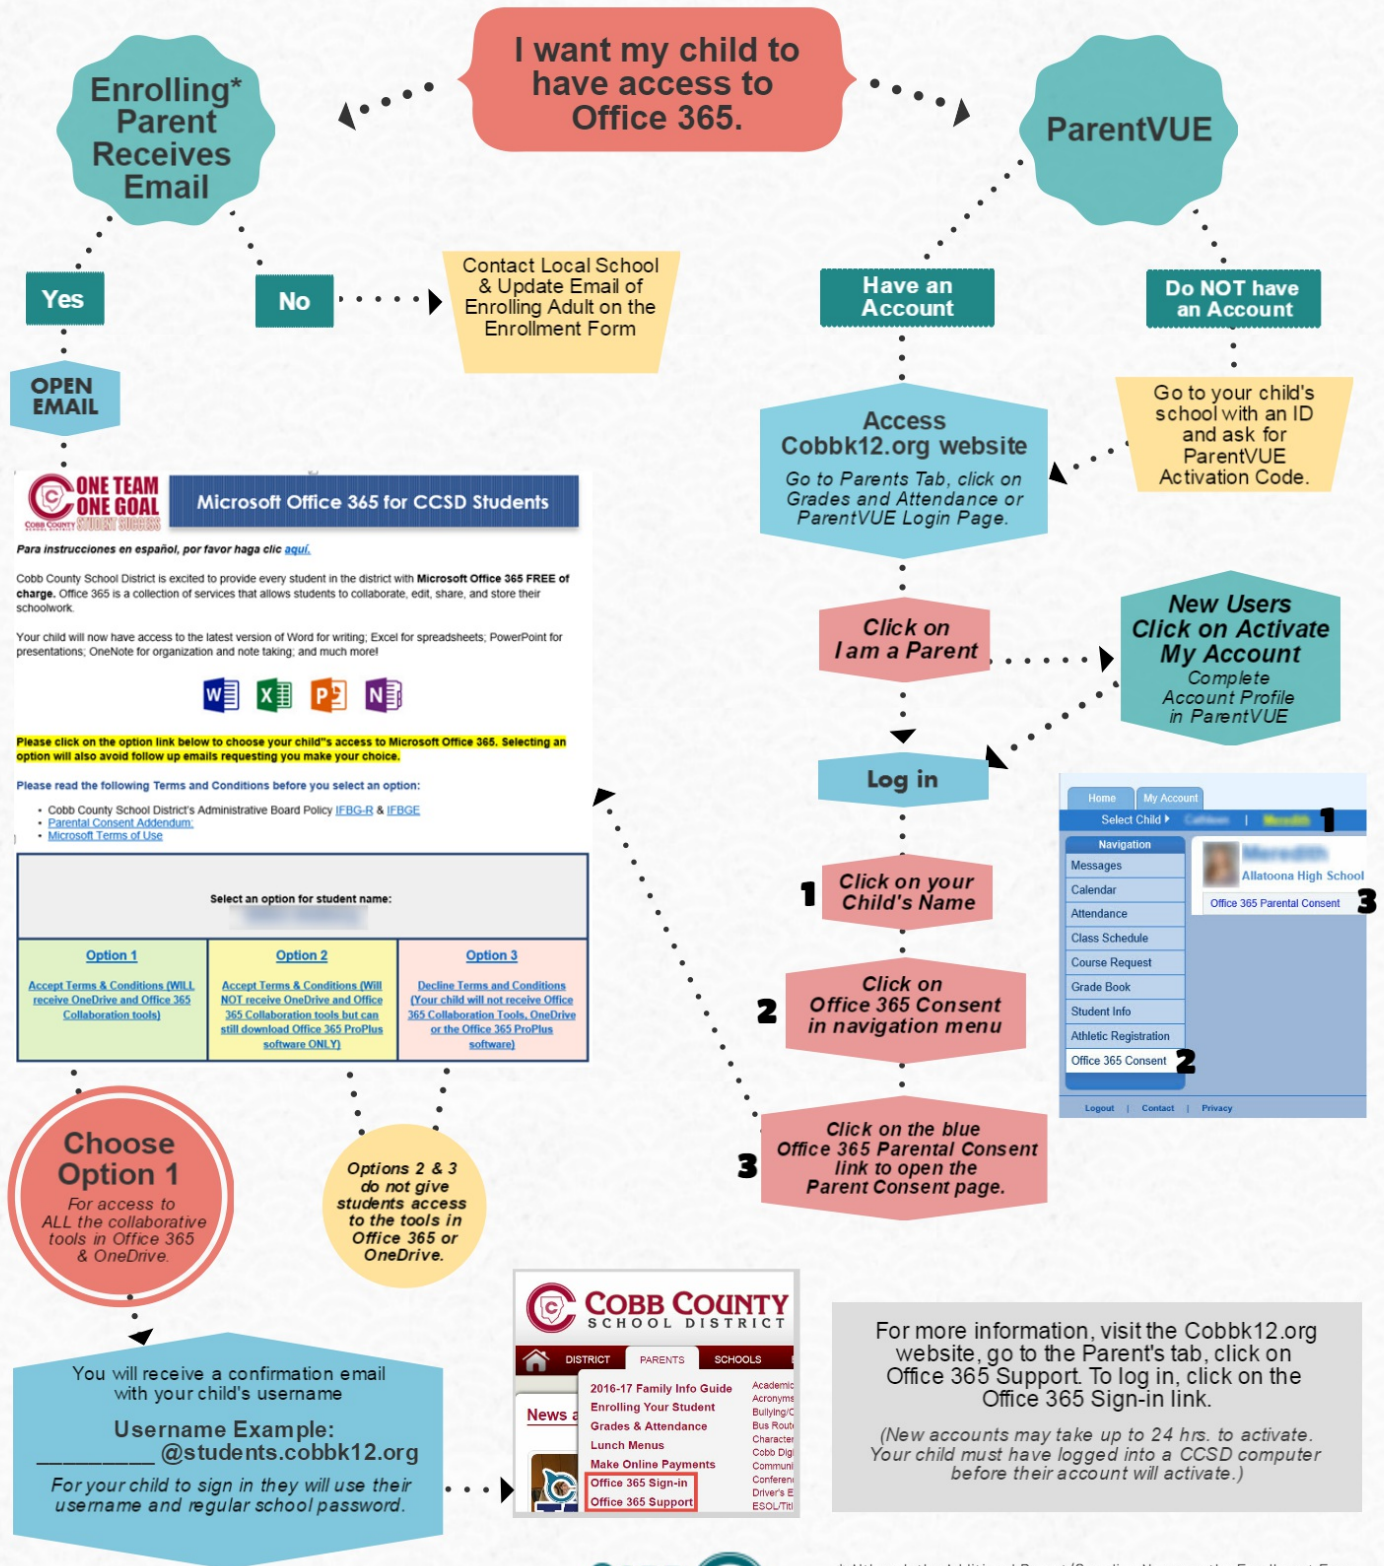 I want my child to
have access to
Office 365.
Enrolling*
Parent
Receives
Email
ParentVUE
Yes
No
Contact Local School
& Update Email of
Enrolling Adult on the
Enrollment Form
Have an
Account
Do NOT have
an Account
OPEN
EMAIL
Access
Cobbk12.org website
Go to Parents Tab, click on
Grades and Attendance or
ParentVUE Login Page.
Go to your child's
school with an ID
and ask for
ParentVUE
Activation Code.
ONE TEAM
ONE GOAL
STUDENT SUCCESS
COBB COUNTY
SCHOOL DISTRICT
Microsoft Office 365 for CCSD Students
Para instrucciones en español, por favor haga clic aquí.
Cobb County School District is excited to provide every student in the district with Microsoft Office 365 FREE of
charge. Office 365 is a collection of services that allows students to collaborate, edit, share, and store their
schoolwork.
Your child will now have access to the latest version of Word for writing; Excel for spreadsheets; PowerPoint for
presentations; OneNote for organization and note taking; and much more!
W X P N
Please click on the option link below to choose your child"s access to Microsoft Office 365. Selecting an
option will also avoid follow up emails requesting you make your choice.
Please read the following Terms and Conditions before you select an option:
• Cobb County School District's Administrative Board Policy IFBG-R & IFBGE
• Parental Consent Addendum:
• Microsoft Terms of Use
Select an option for student name:
Option 1
Accept Terms & Conditions (WILL
receive OneDrive and Office 365
Collaboration tools)
Option 2
Accept Terms & Conditions (Will
NOT receive OneDrive and Office
365 Collaboration tools but can
still download Office 365 ProPlus
software ONLY)
Option 3
Decline Terms and Conditions
(Your child will not receive Office
365 Collaboration Tools, OneDrive
or the Office 365 ProPlus
software)
Click on
I am a Parent
New Users
Click on Activate
My Account
Complete
Account Profile
in ParentVUE
Log in
1
Click on your
Child's Name
2
Click on
Office 365 Consent
in navigation menu
3
Click on the blue
Office 365 Parental Consent
link to open the
Parent Consent page.
Home
My Account
Select Child
|
1
Navigation
Messages
Calendar
Attendance
Class Schedule
Course Request
Grade Book
Student Info
Athletic Registration
Office 365 Consent
2
Meredith
Allatoona High School
Office 365 Parental Consent
3
Logout | Contact | Privacy
Choose
Option 1
For access to
ALL the collaborative
tools in Office 365
& OneDrive.
Options 2 & 3
do not give
students access
to the tools in
Office 365 or
OneDrive.
You will receive a confirmation email
with your child's username
Username Example:
_________ @students.cobbk12.org
For your child to sign in they will use their
username and regular school password.
C
COBB COUNTY
SCHOOL DISTRICT
DISTRICT
PARENTS
SCHOOLS
News a
2016-17 Family Info Guide
Enrolling Your Student
Grades & Attendance
Lunch Menus
Make Online Payments
Office 365 Sign-in
Office 365 Support
Academic
Acronyms
Bullying/C
Bus Rout
Character
Cobb Digi
Communi
Conferen
Driver's E
ESOL/Titl
For more information, visit the Cobbk12.org
website, go to the Parent's tab, click on
Office 365 Support. To log in, click on the
Office 365 Sign-in link.
(New accounts may take up to 24 hrs. to activate.
Your child must have logged into a CCSD computer
before their account will activate.)